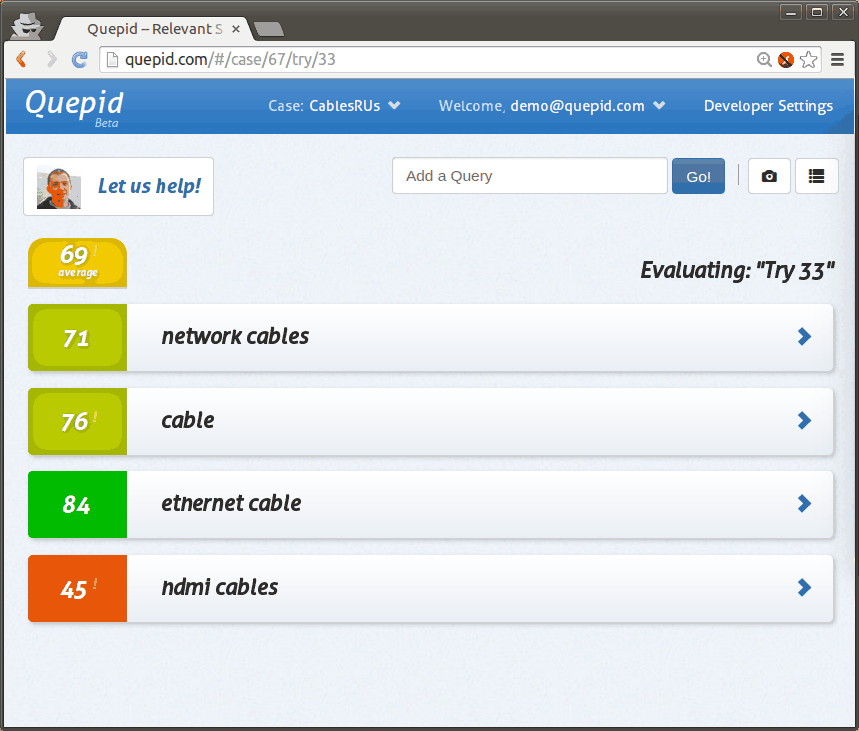 Quepid – Relevant S
quepid.com/#/case/67/try/33
Quepid
Beta
Case: CablesRUs
Welcome, demo@quepid.com
Developer Settings
Let us help!
Add a Query
Go!
69 !
average
Evaluating: "Try 33"
71
network cables
76 !
cable
84
ethernet cable
45 !
hdmi cables